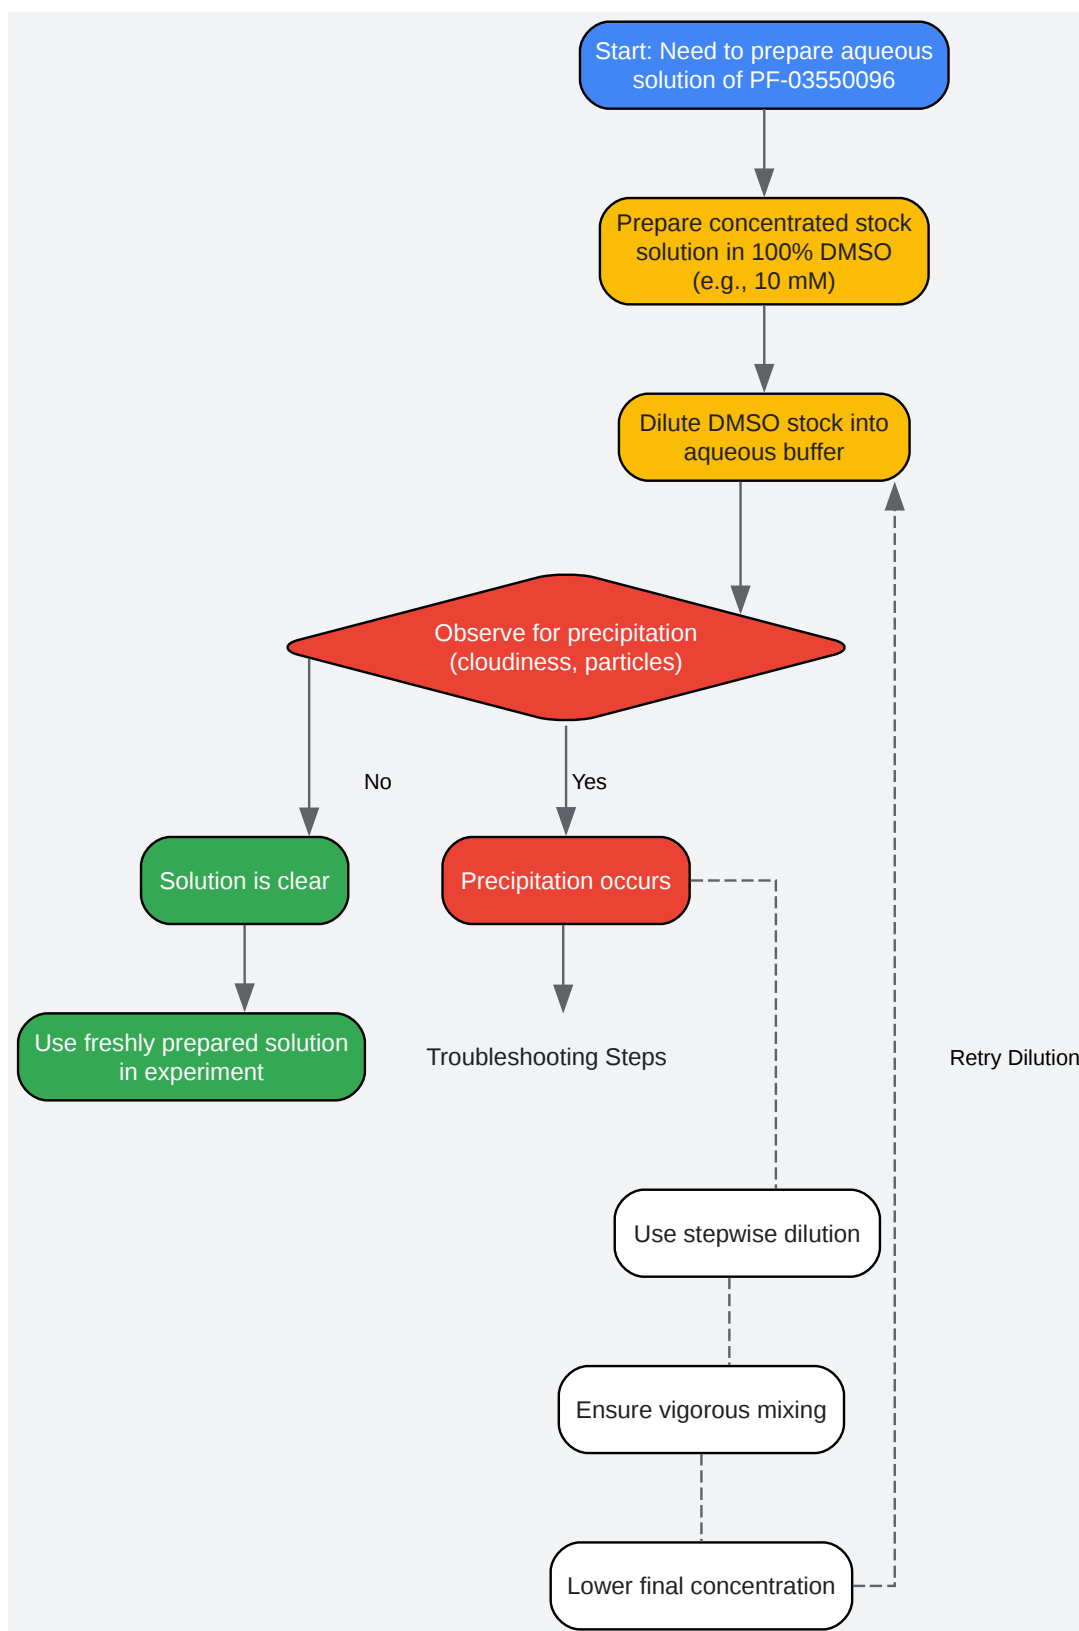 Start: Need to prepare aqueous
solution of PF-03550096
Prepare concentrated stock
solution in 100% DMSO
(e.g., 10 mM)
Dilute DMSO stock into
aqueous buffer
Observe for precipitation
(cloudiness, particles)
No
Yes
Solution is clear
Precipitation occurs
Use freshly prepared solution
in experiment
Troubleshooting Steps
Retry Dilution
Use stepwise dilution
Ensure vigorous mixing
Lower final concentration